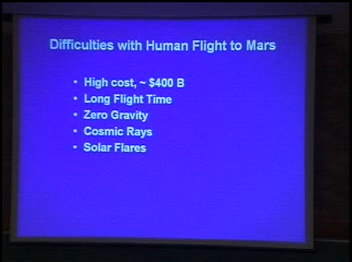 Difficulties with Human Flight to Mars
• High cost, ~ $400 B
• Long Flight Time
• Zero Gravity
• Cosmic Rays
• Solar Flares